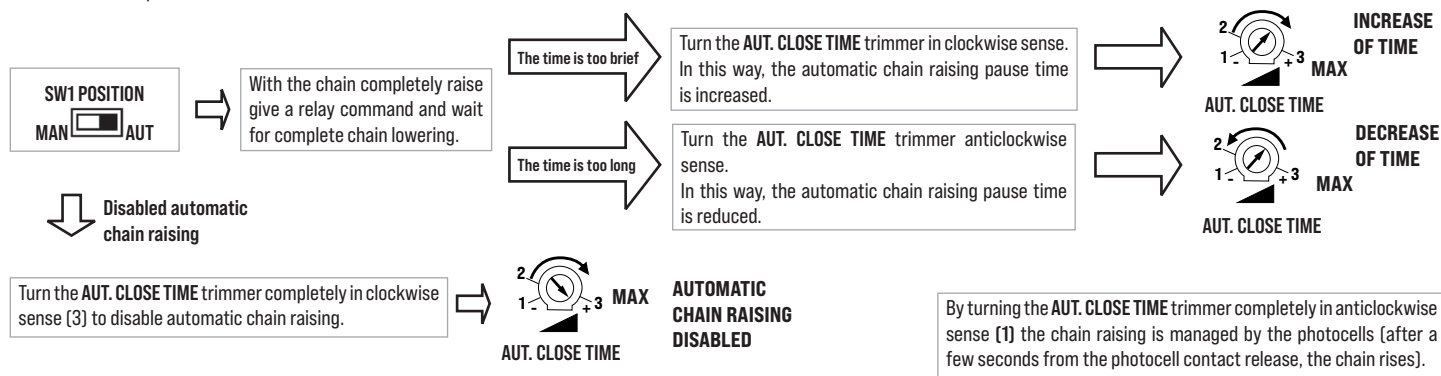 SW1 POSITION
MAN AUT
With the chain completely raise
give a relay command and wait
for complete chain lowering.
The time is too brief
Turn the AUT. CLOSE TIME trimmer in clockwise sense.
In this way, the automatic chain raising pause time
is increased.
2
1 - + 3 MAX
AUT. CLOSE TIME
INCREASE
OF TIME
The time is too long
Turn the AUT. CLOSE TIME trimmer anticlockwise
sense.
In this way, the automatic chain raising pause time
is reduced.
2
1 - + 3 MAX
AUT. CLOSE TIME
DECREASE
OF TIME
Disabled automatic
chain raising
Turn the AUT. CLOSE TIME trimmer completely in clockwise
sense (3) to disable automatic chain raising.
2
1 - + 3 MAX
AUT. CLOSE TIME
AUTOMATIC
CHAIN RAISING
DISABLED
By turning the AUT. CLOSE TIME trimmer completely in anticlockwise
sense (1) the chain raising is managed by the photocells (after a
few seconds from the photocell contact release, the chain rises).